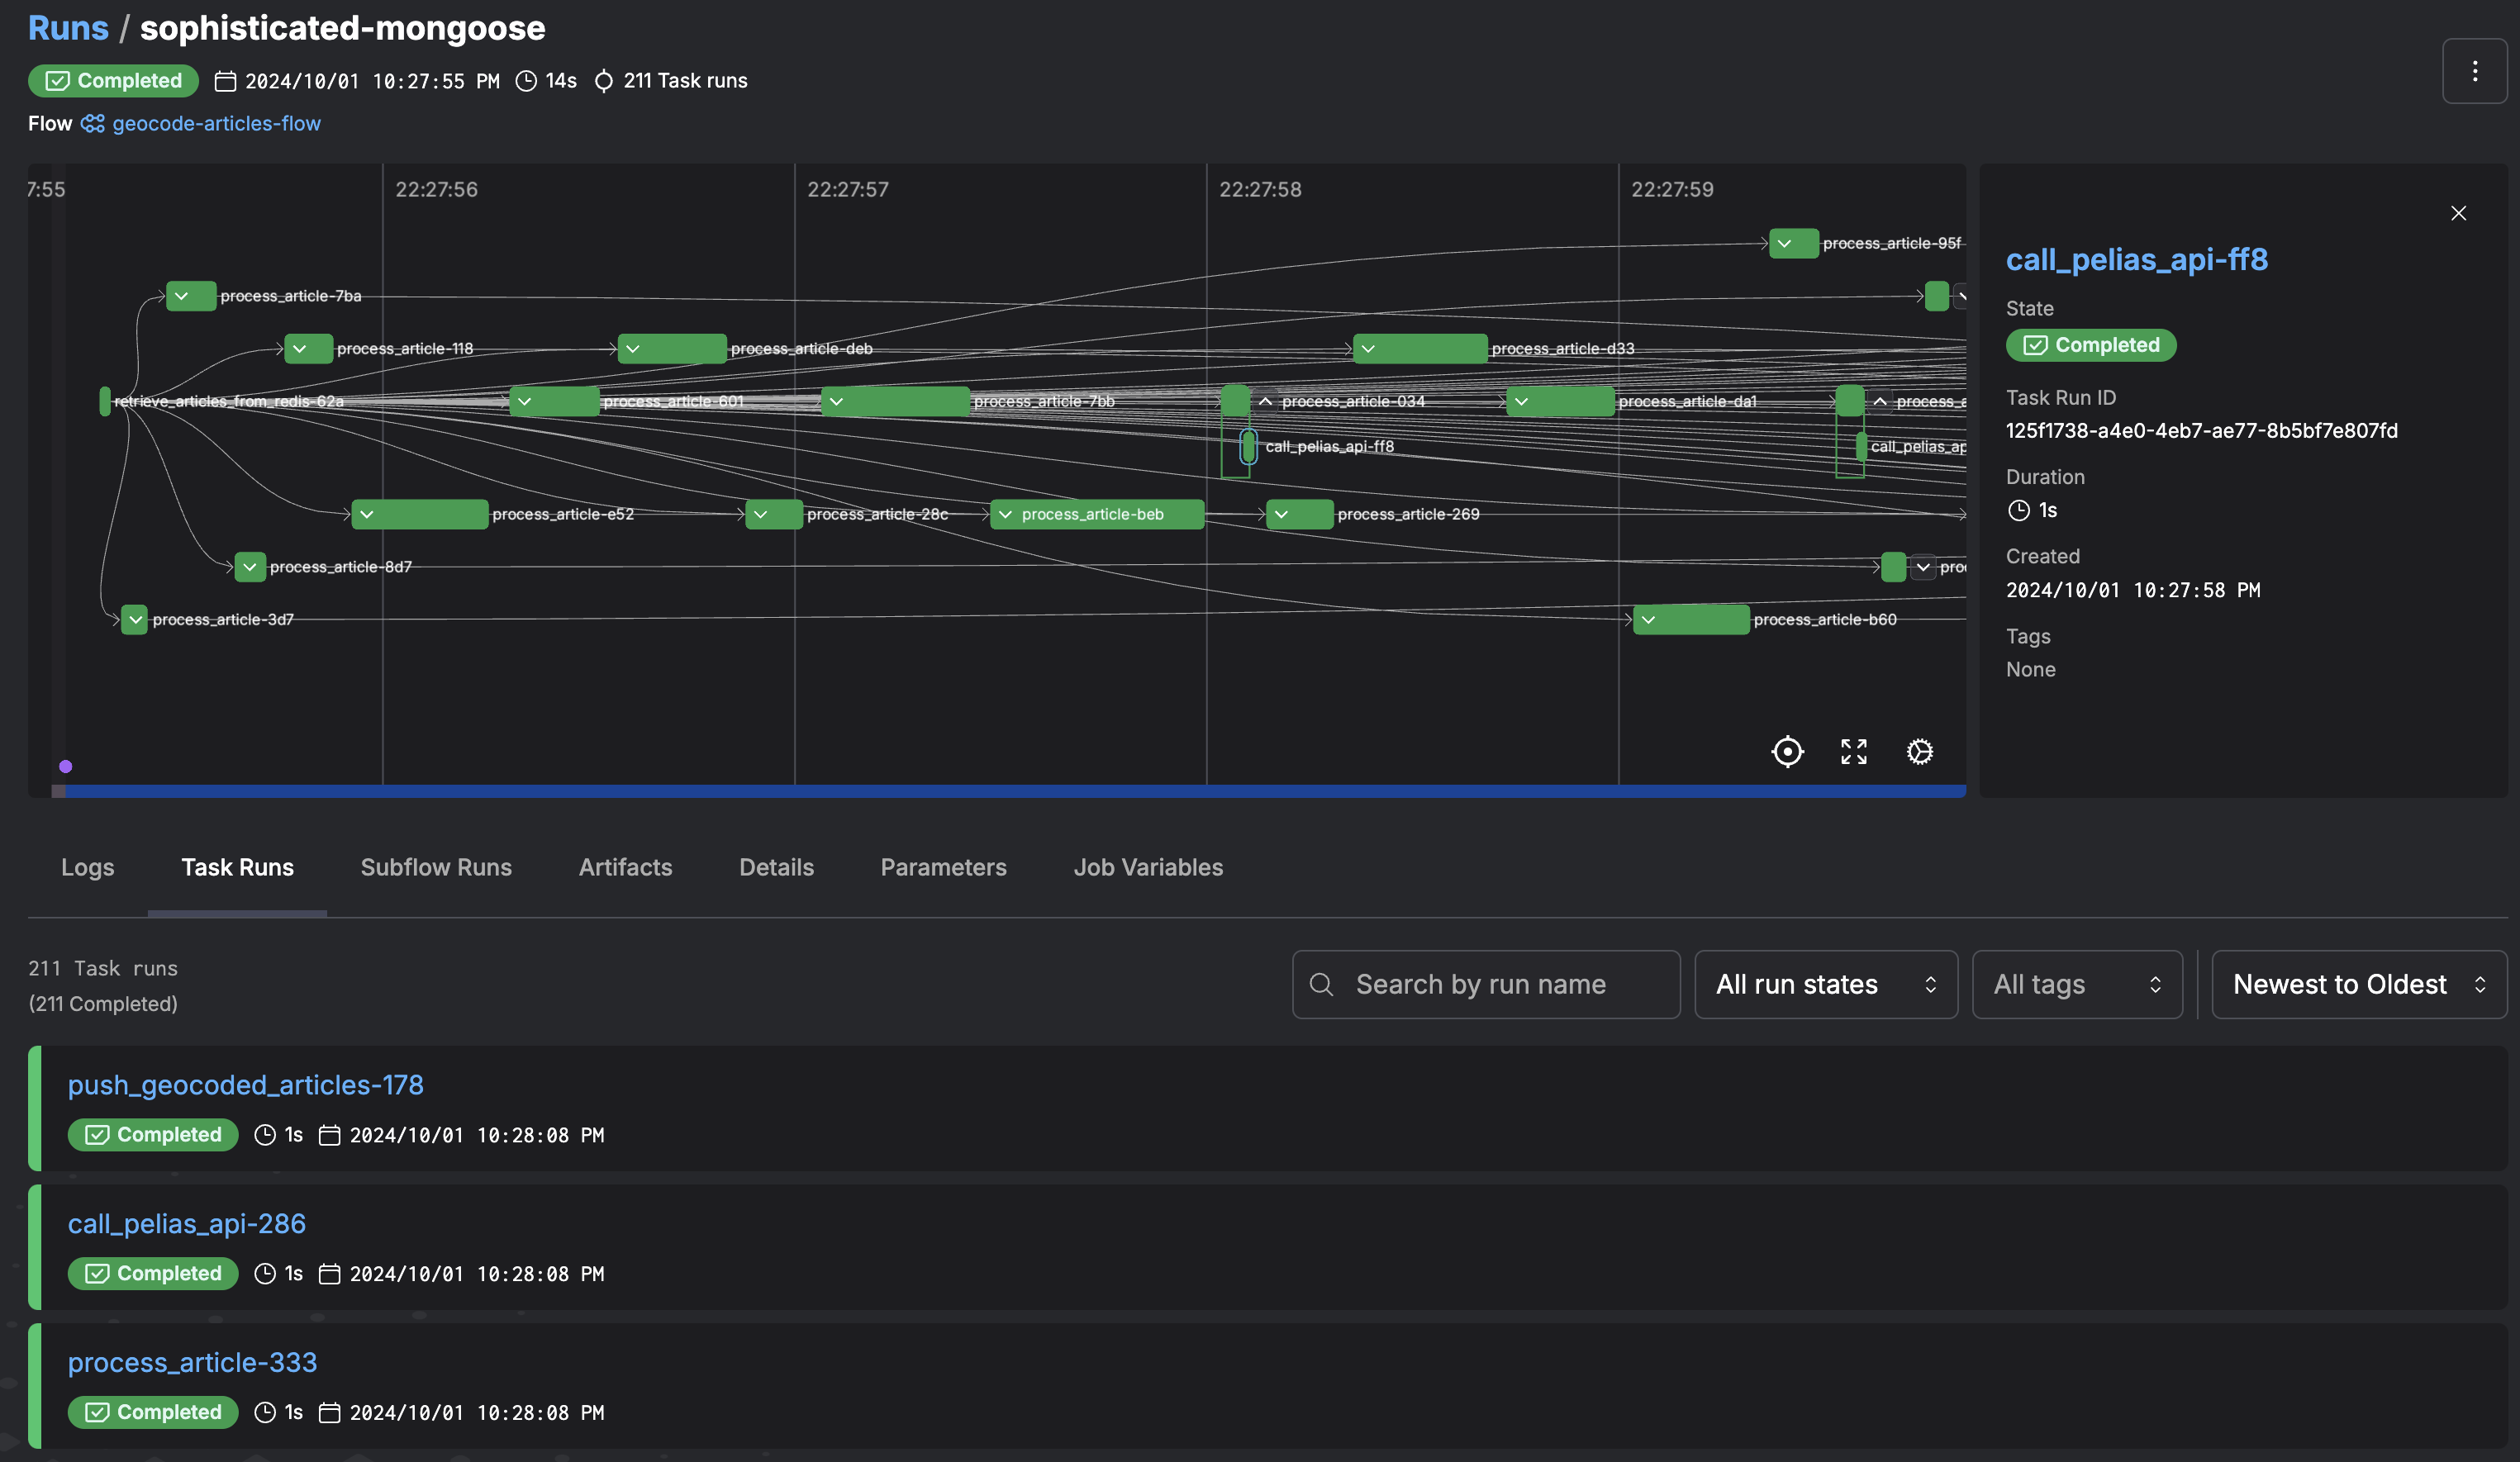 Runs / sophisticated-mongoose
Completed 2024/10/01 10:27:55 PM 14s 211 Task runs
Flow geocode-articles-flow
7:55 22:27:56 22:27:57 22:27:58 22:27:59
process_article-95f
process_article-7ba
process_article-118 process_article-deb process_article-d33
retrieve_articles_from_redis-62a process_article-601 process_article-7bb process_article-034 process_article-da1 process_a
call_pelias_api-ff8 call_pelias_ap
process_article-e52 process_article-28c process_article-beb process_article-269
process_article-8d7 proc
process_article-3d7 process_article-b60
call_pelias_api-ff8
State
Completed
Task Run ID
125f1738-a4e0-4eb7-ae77-8b5bf7e807fd
Duration
1s
Created
2024/10/01 10:27:58 PM
Tags
None
Logs Task Runs Subflow Runs Artifacts Details Parameters Job Variables
211 Task runs
(211 Completed)
Search by run name All run states All tags Newest to Oldest
push_geocoded_articles-178
Completed 1s 2024/10/01 10:28:08 PM
call_pelias_api-286
Completed 1s 2024/10/01 10:28:08 PM
process_article-333
Completed 1s 2024/10/01 10:28:08 PM